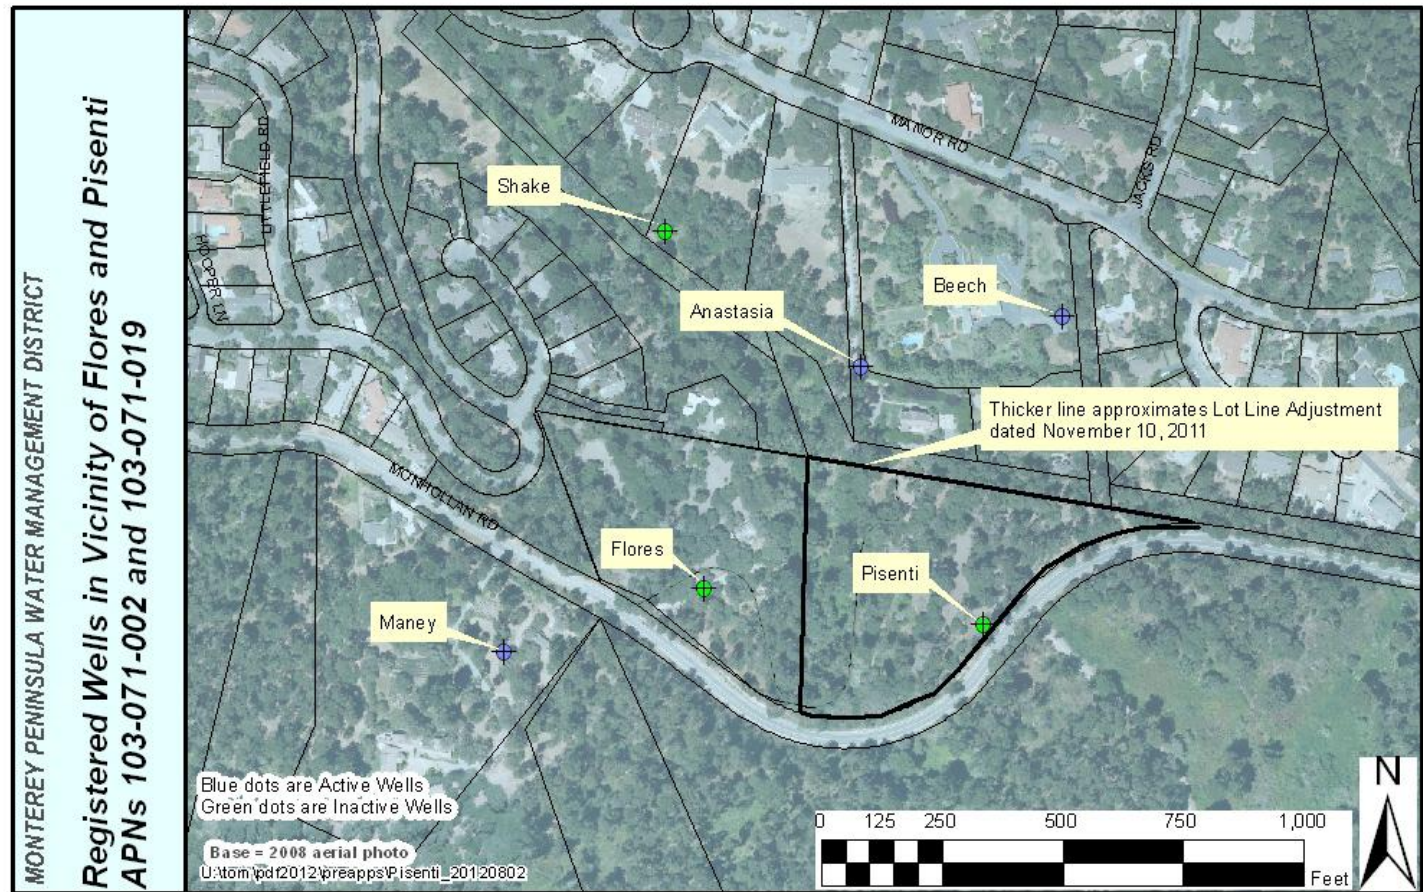 MONTEREY PENINSULA WATER MANAGEMENT DISTRICT
Registered Wells in Vicinity of Flores and Pisenti
APNs 103-071-002 and 103-071-019
MANOR RD
JACKS RD
LITTLEFIELD RD
HOOPER LN
Shake
Beech
Anastasia
Thicker line approximates Lot Line Adjustment
dated November 10, 2011
MONHOLLAN RD
Flores
Pisenti
Maney
Blue dots are Active Wells
Green dots are Inactive Wells
Base = 2008 aerial photo
U:\tom\pdf2012\preapps\Pisenti_20120802
0 125 250 500 750 1,000
Feet
N